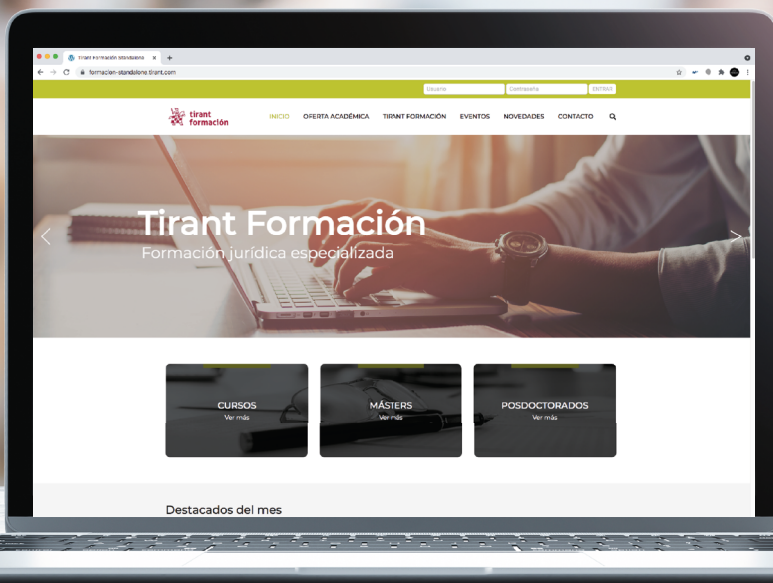 Tirant Formación Standalone
formacion-standalone.tirant.com
Usuario
Contraseña
ENTRAR
tirant
formación
INICIO
OFERTA ACADÉMICA
TIRANT FORMACIÓN
EVENTOS
NOVEDADES
CONTACTO
Tirant Formación
Formación jurídica especializada
CURSOS
Ver más
MÁSTERS
Ver más
POSDOCTORADOS
Ver más
Destacados del mes